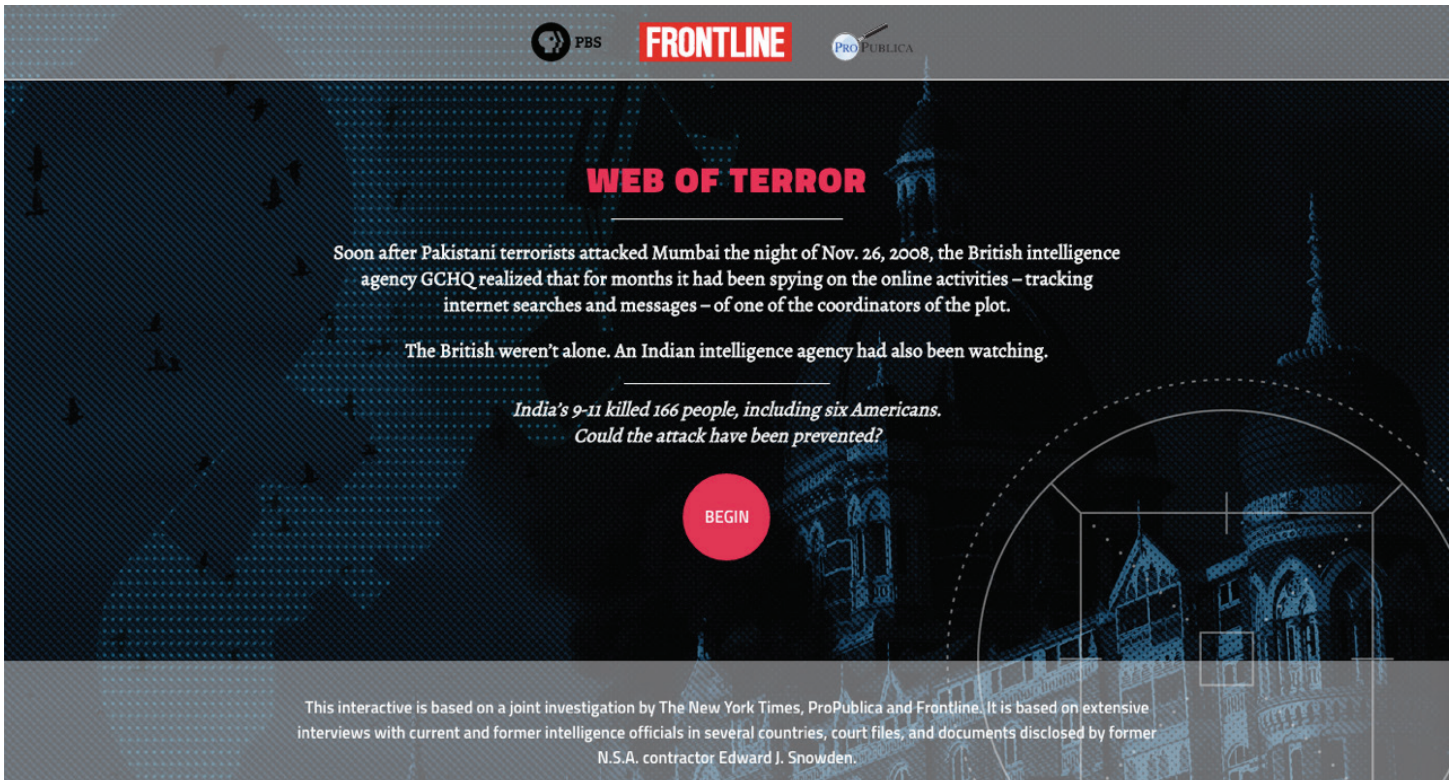 PBS FRONTLINE PROPUBLICA
WEB OF TERROR
Soon after Pakistani terrorists attacked Mumbai the night of Nov. 26, 2008, the British intelligence
agency GCHQ realized that for months it had been spying on the online activities – tracking
internet searches and messages – of one of the coordinators of the plot.
The British weren’t alone. An Indian intelligence agency had also been watching.
India’s 9-11 killed 166 people, including six Americans.
Could the attack have been prevented?
BEGIN
This interactive is based on a joint investigation by The New York Times, ProPublica and Frontline. It is based on extensive
interviews with current and former intelligence officials in several countries, court files, and documents disclosed by former
N.S.A. contractor Edward J. Snowden.